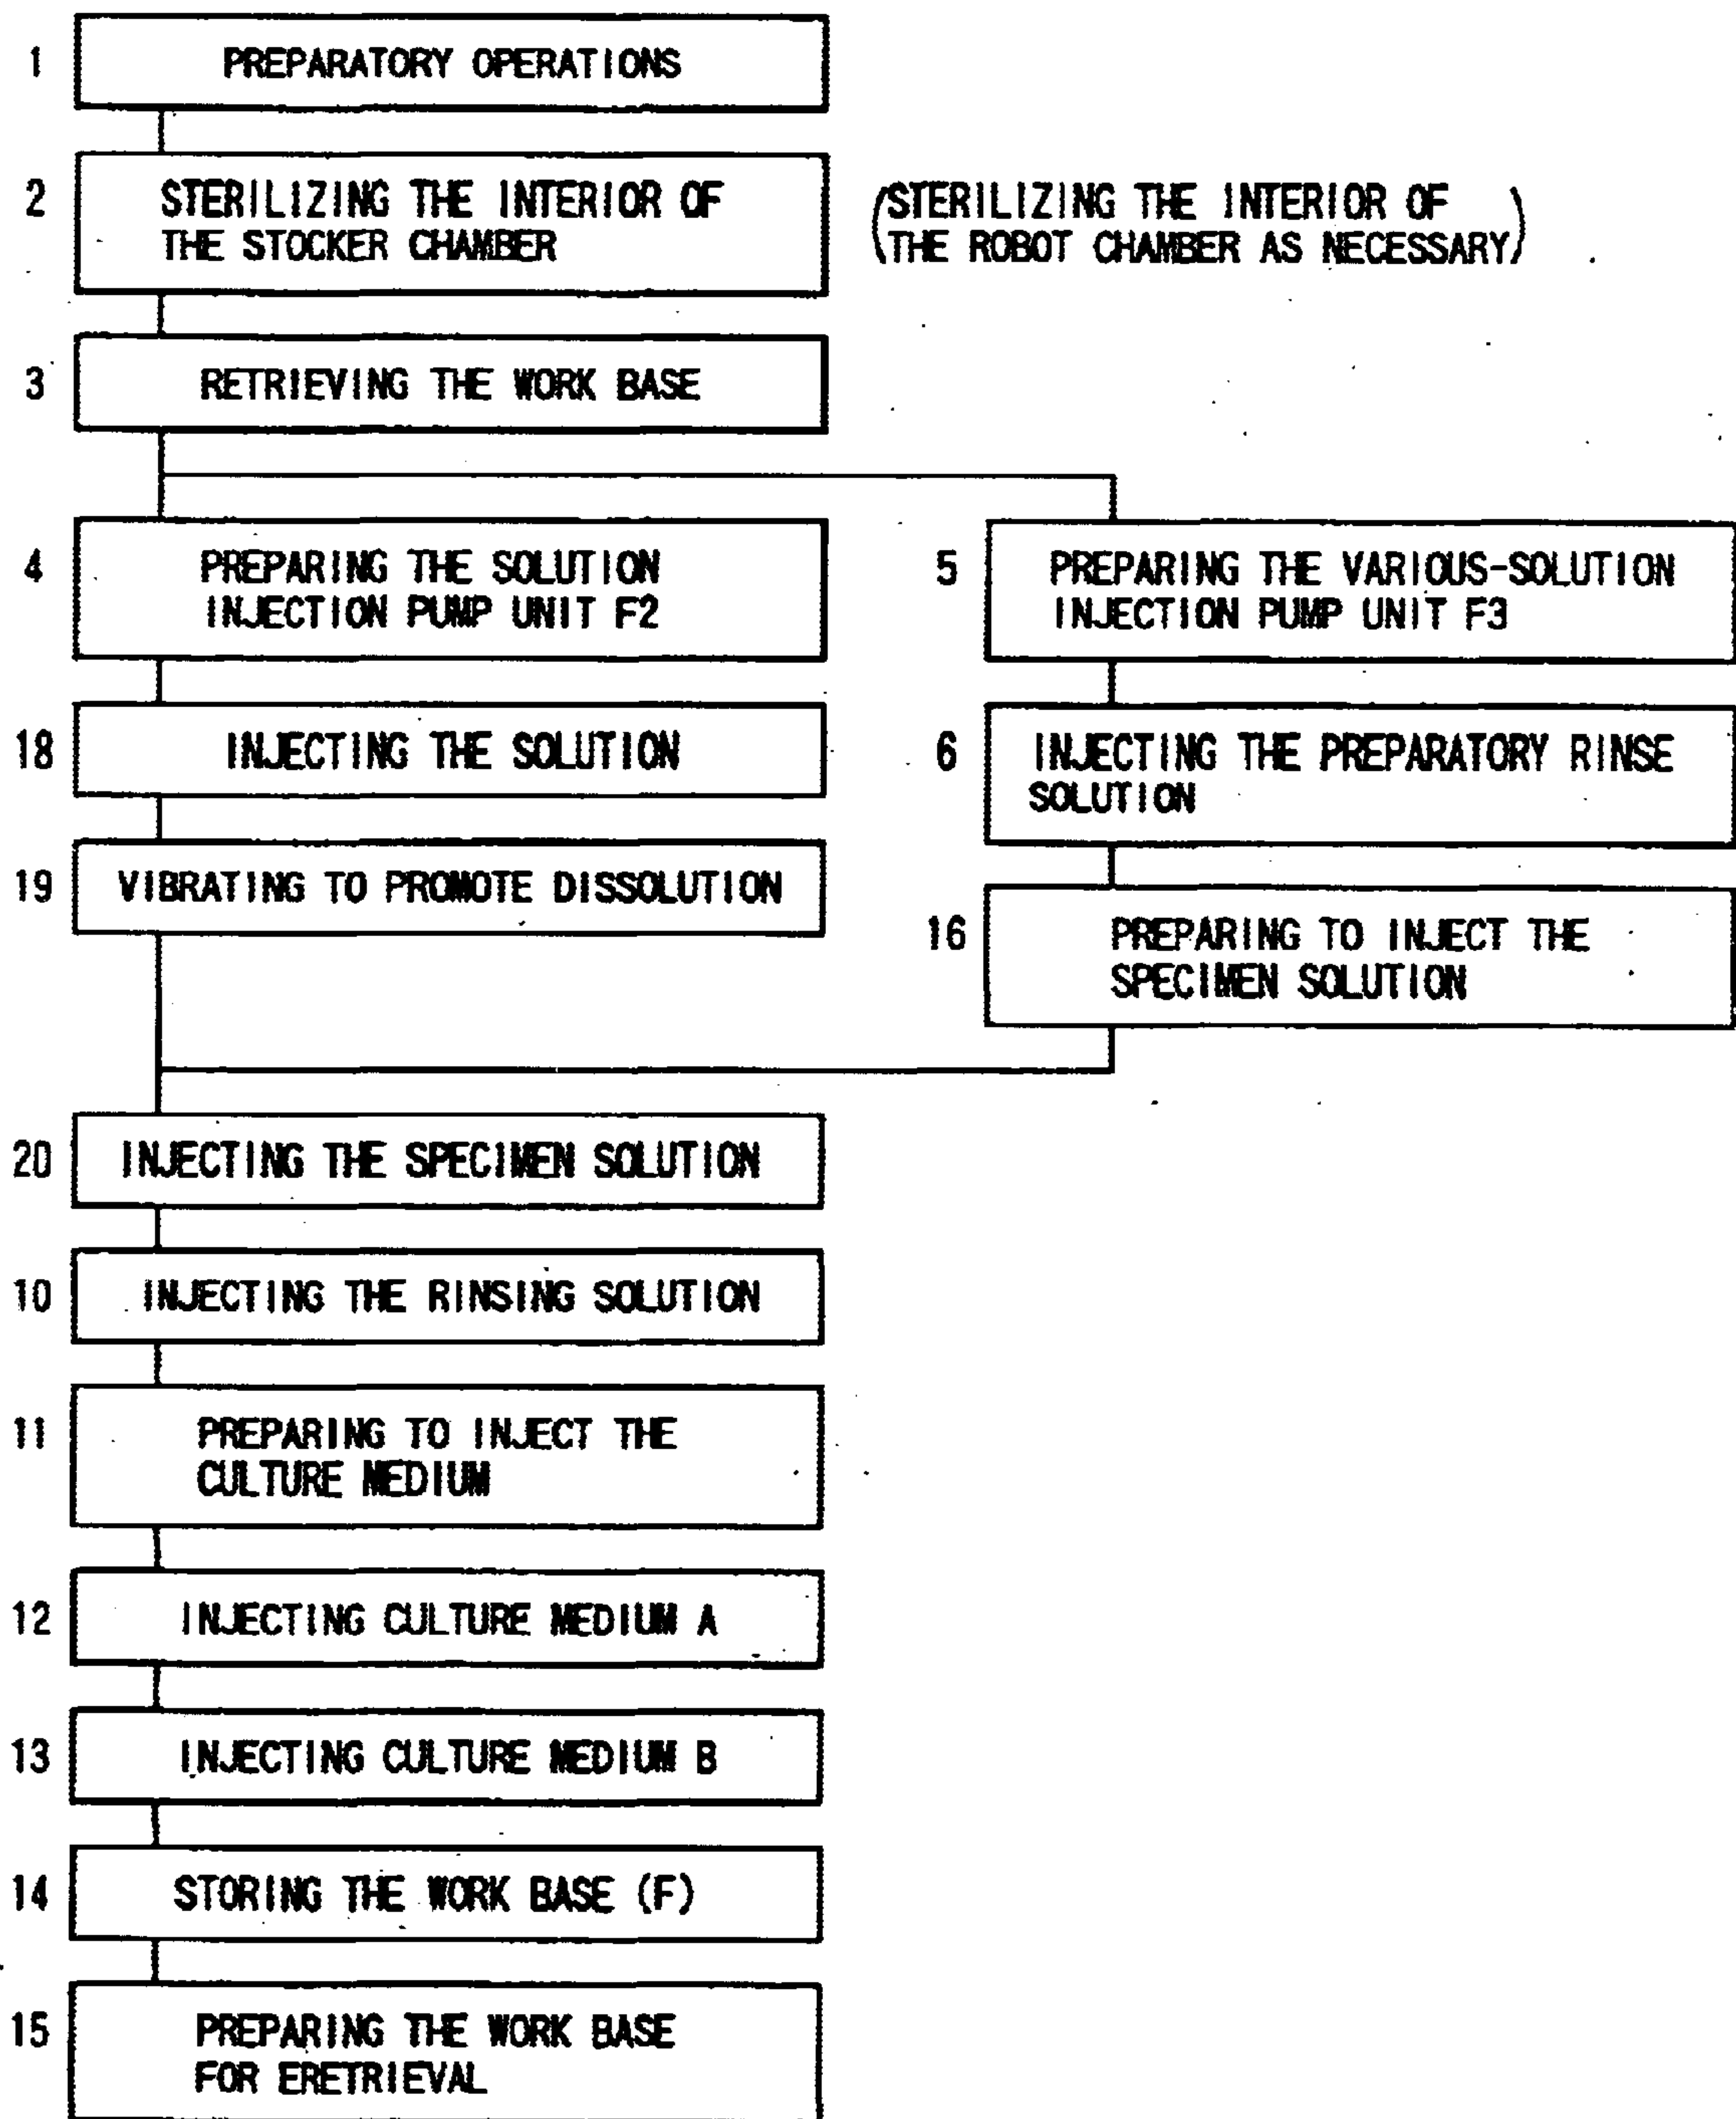 1 PREPARATORY OPERATIONS
2 STERILIZING THE INTERIOR OF
THE STOCKER CHAMBER
(STERILIZING THE INTERIOR OF
THE ROBOT CHAMBER AS NECESSARY)
3 RETRIEVING THE WORK BASE
4 PREPARING THE SOLUTION
INJECTION PUMP UNIT F2
5 PREPARING THE VARIOUS-SOLUTION
INJECTION PUMP UNIT F3
18 INJECTING THE SOLUTION
6 INJECTING THE PREPARATORY RINSE
SOLUTION
19 VIBRATING TO PROMOTE DISSOLUTION
16 PREPARING TO INJECT THE
SPECIMEN SOLUTION
20 INJECTING THE SPECIMEN SOLUTION
10 INJECTING THE RINSING SOLUTION
11 PREPARING TO INJECT THE
CULTURE MEDIUM
12 INJECTING CULTURE MEDIUM A
13 INJECTING CULTURE MEDIUM B
14 STORING THE WORK BASE (F)
15 PREPARING THE WORK BASE
FOR ERETRIEVAL